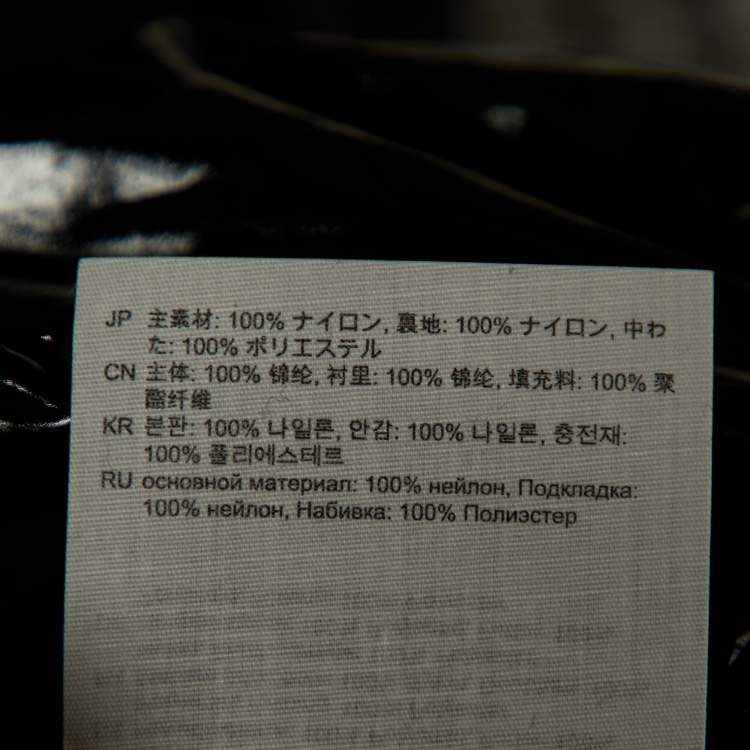 JP 主素材: 100% ナイロン, 裏地: 100% ナイロン, 中わ
た: 100% ポリエステル
CN 主体: 100% 锦纶, 衬里: 100% 锦纶, 填充料: 100% 聚
酯纤维
KR 본판: 100% 나일론, 안감: 100% 나일론, 충전재:
100% 폴리에스테르
RU основной материал: 100% нейлон, Подкладка:
100% нейлон, Набивка: 100% Полиэстер